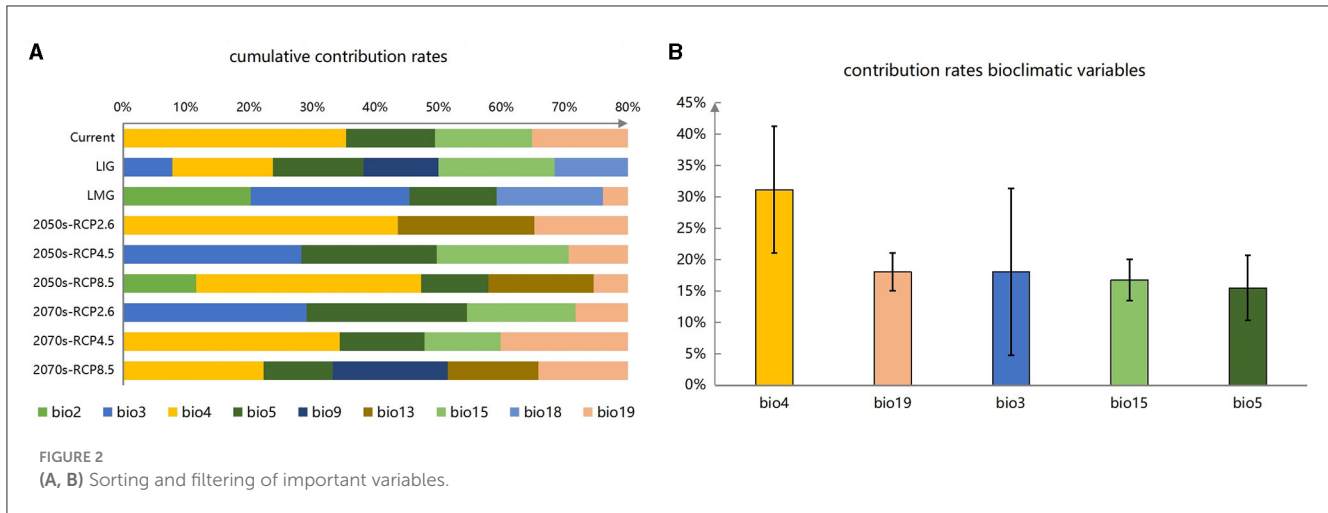 A
cumulative contribution rates
0% 10% 20% 30% 40% 50% 60% 70% 80%
Current
LIG
LMG
2050s-RCP2.6
2050s-RCP4.5
2050s-RCP8.5
2070s-RCP2.6
2070s-RCP4.5
2070s-RCP8.5
bio2 bio3 bio4 bio5 bio9 bio13 bio15 bio18 bio19
B
contribution rates bioclimatic variables
45%
40%
35%
30%
25%
20%
15%
10%
5%
0%
bio4 bio19 bio3 bio15 bio5
FIGURE 2
(A, B) Sorting and filtering of important variables.